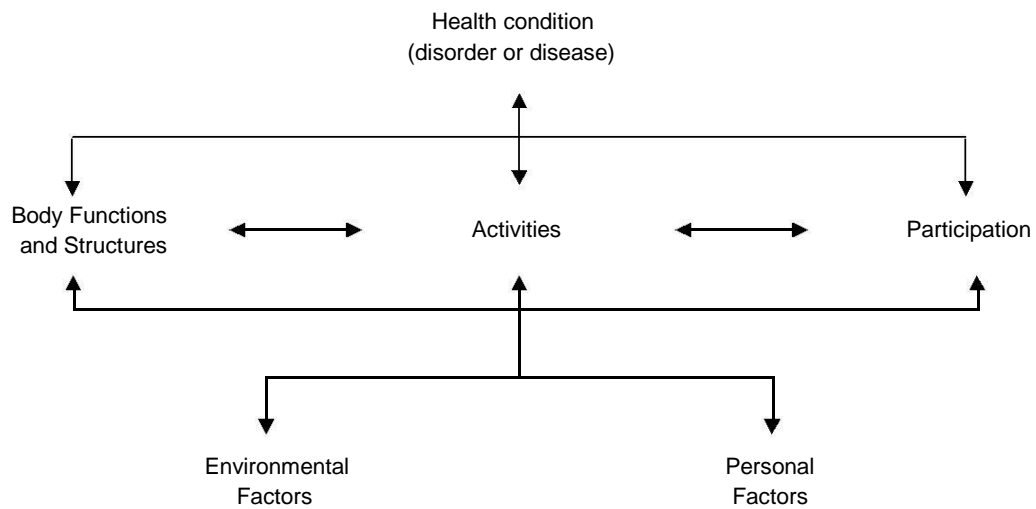 Health condition
(disorder or disease)
Body Functions
and Structures
Activities
Participation
Environmental
Factors
Personal
Factors